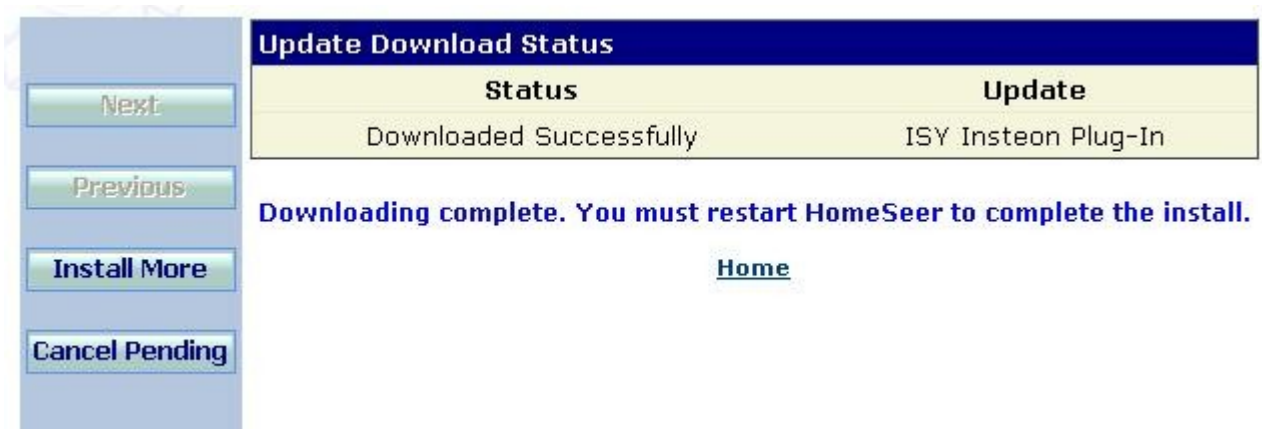 Next
Previous
Install More
Cancel Pending
Update Download Status
Status Update
Downloaded Successfully ISY Insteon Plug-In
Downloading complete. You must restart HomeSeer to complete the install.
Home